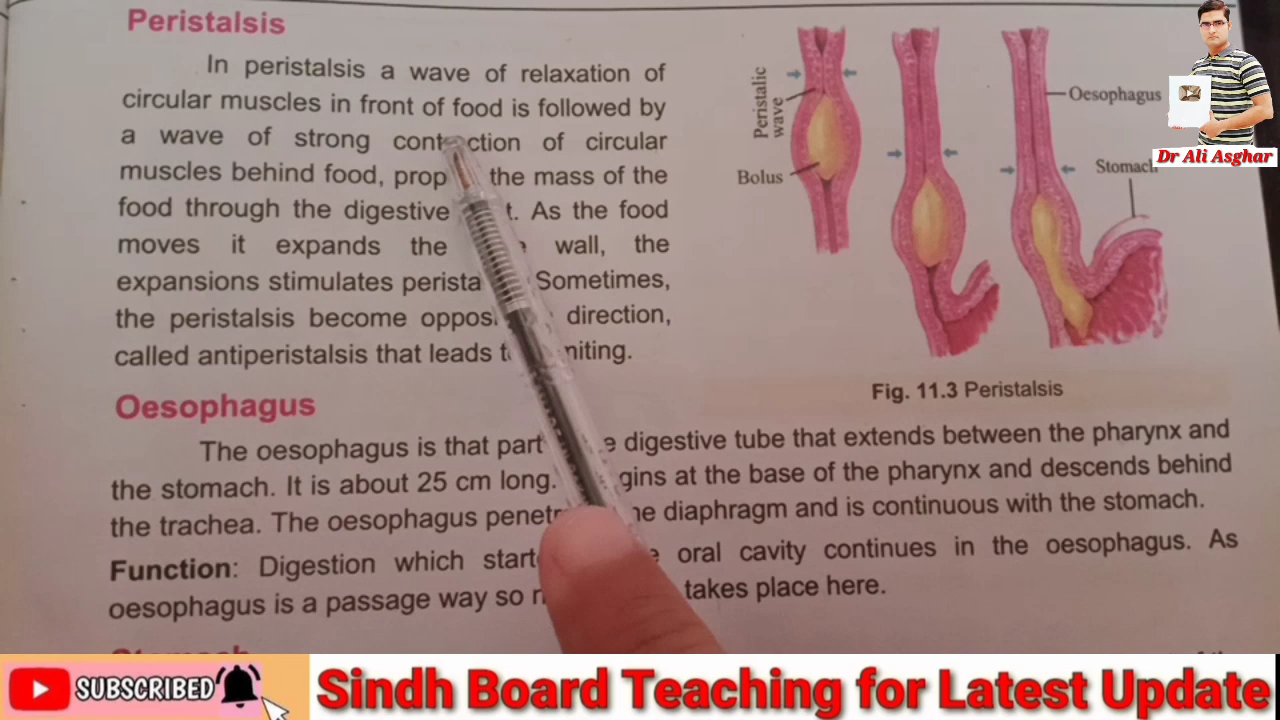 Peristalsis
In peristalsis a wave of relaxation of
circular muscles in front of food is followed by
a wave of strong contraction of circular
muscles behind food, prop the mass of the
food through the digestive t. As the food
moves it expands the wall, the
expansions stimulates perista Sometimes,
the peristalsis become oppos direction,
called antiperistalsis that leads vomiting.
Peristalic
wave
Bolus
Oesophagus
Stomach
Fig. 11.3 Peristalsis
Oesophagus
The oesophagus is that part digestive tube that extends between the pharynx and
the stomach. It is about 25 cm long. gins at the base of the pharynx and descends behind
the trachea. The oesophagus penetr he diaphragm and is continuous with the stomach.
Function: Digestion which start oral cavity continues in the oesophagus. As
oesophagus is a passage way so takes place here.
Stomach
Dr Ali Asghar
SUBSCRIBED
Sindh Board Teaching for Latest Update